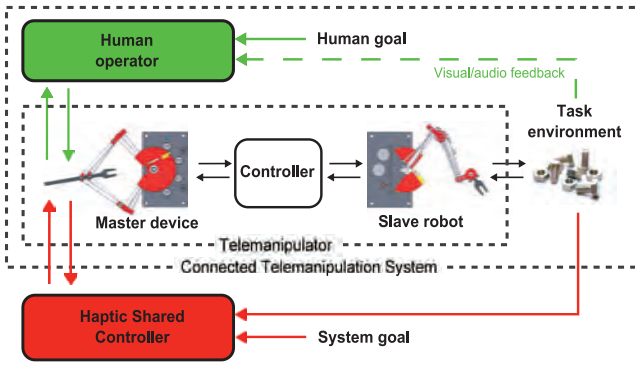 Human
operator
Human goal
Visual/audio feedback
Task
environment
Controller
Master device
Slave robot
Telemanipulator
Connected Telemanipulation System
Haptic Shared
Controller
System goal